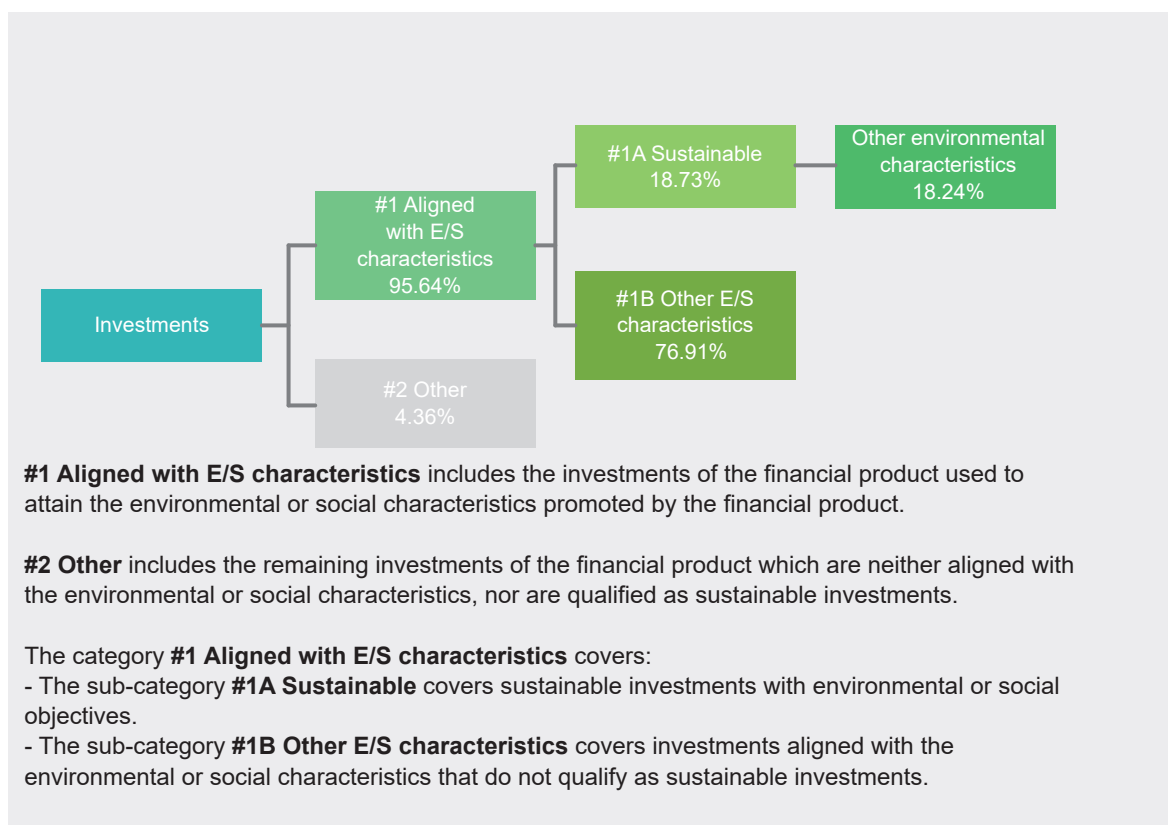 #1A Sustainable
18.73%
Other environmental
characteristics
18.24%
#1 Aligned
with E/S
characteristics
95.64%
Investments
#1B Other E/S
characteristics
76.91%
#2 Other
4.36%
#1 Aligned with E/S characteristics includes the investments of the financial product used to
attain the environmental or social characteristics promoted by the financial product.
#2 Other includes the remaining investments of the financial product which are neither aligned with
the environmental or social characteristics, nor are qualified as sustainable investments.
The category #1 Aligned with E/S characteristics covers:
- The sub-category #1A Sustainable covers sustainable investments with environmental or social
objectives.
- The sub-category #1B Other E/S characteristics covers investments aligned with the
environmental or social characteristics that do not qualify as sustainable investments.